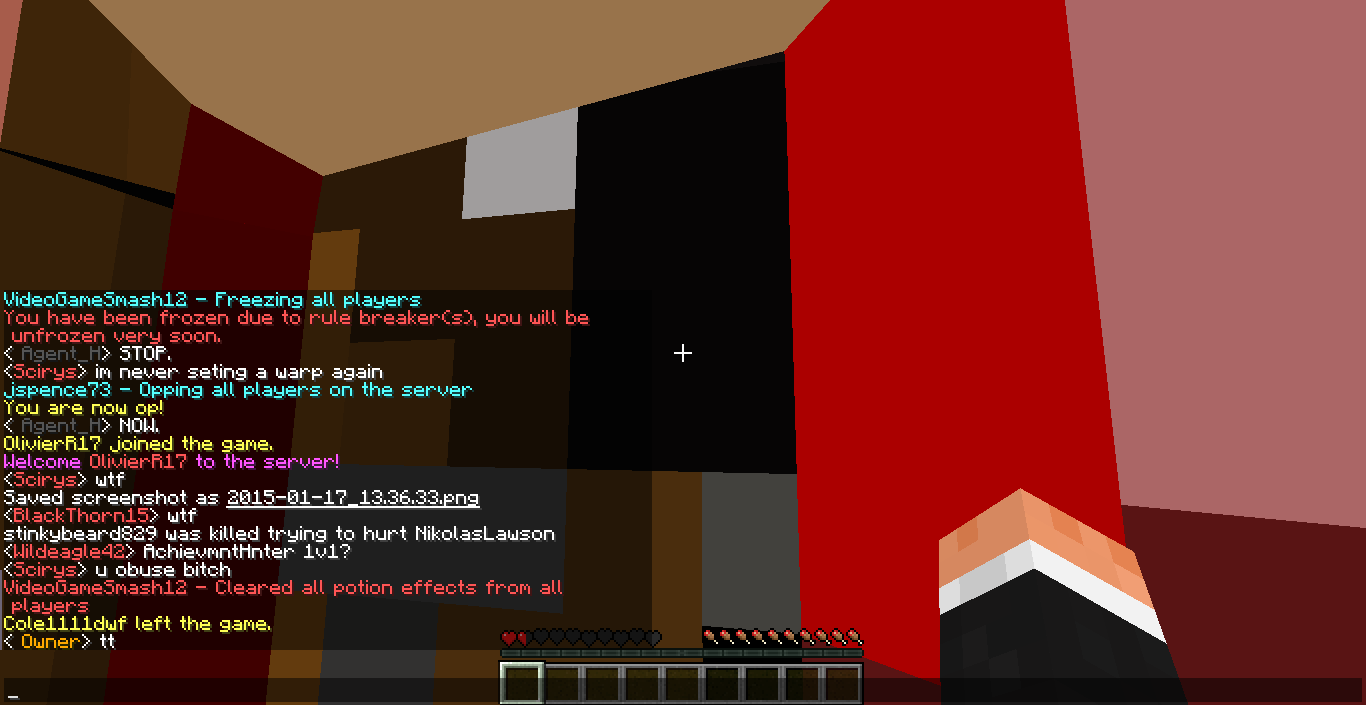 VideoGameSmash12 - Freezing all players
You have been frozen due to rule breaker(s), you will be
unfrozen very soon.
< Agent_H> STOP.
<Scirys> im never seting a warp again
jspence73 - Opping all players on the server
You are now op!
< Agent_H> NOW.
OlivierR17 joined the game.
Welcome OlivierR17 to the server!
<Scirys> wtf
Saved screenshot as 2015-01-17_13.36.33.png
<BlackThorn15> wtf
stinkybeard829 was killed trying to hurt NikolasLawson
<Wildeagle42> AchievmntHnter 1v1?
<Scirys> u abuse bitch
VideoGameSmash12 - Cleared all potion effects from all
players
Cole1111dwf left the game.
< Owner> tt
_